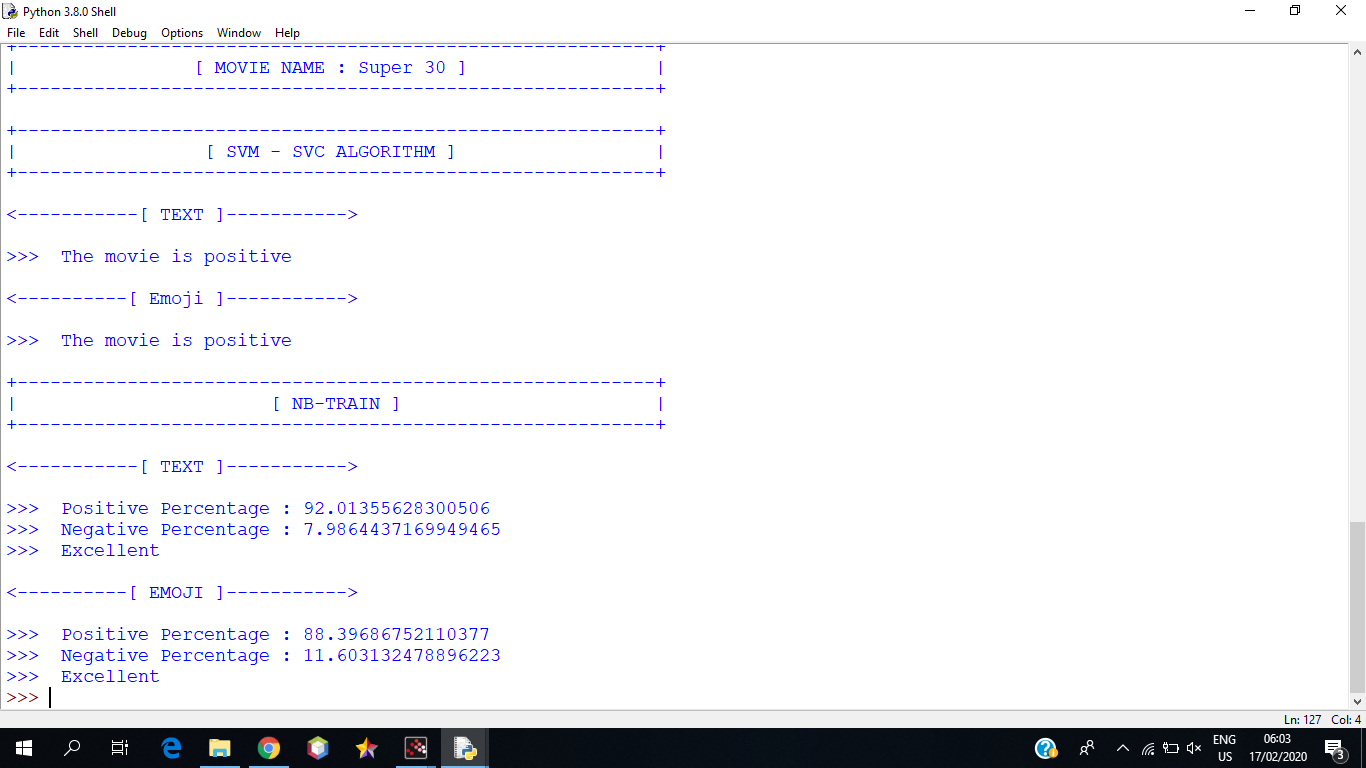 Python 3.8.0 Shell
File Edit Shell Debug Options Window Help
+----------------------------------------------------------+
| [ MOVIE NAME : Super 30 ] |
+----------------------------------------------------------+
+----------------------------------------------------------+
| [ SVM - SVC ALGORITHM ] |
+----------------------------------------------------------+
<-----------[ TEXT ]----------->
>>>  The movie is positive
<----------[ Emoji ]----------->
>>>  The movie is positive
+----------------------------------------------------------+
| [ NB-TRAIN ] |
+----------------------------------------------------------+
<-----------[ TEXT ]----------->
>>>  Positive Percentage : 92.01355628300506
>>>  Negative Percentage : 7.9864437169949465
>>>  Excellent
<----------[ EMOJI ]----------->
>>>  Positive Percentage : 88.39686752110377
>>>  Negative Percentage : 11.603132478896223
>>>  Excellent
>>>
Ln: 127 Col: 4
ENG 06:03
US 17/02/2020 3